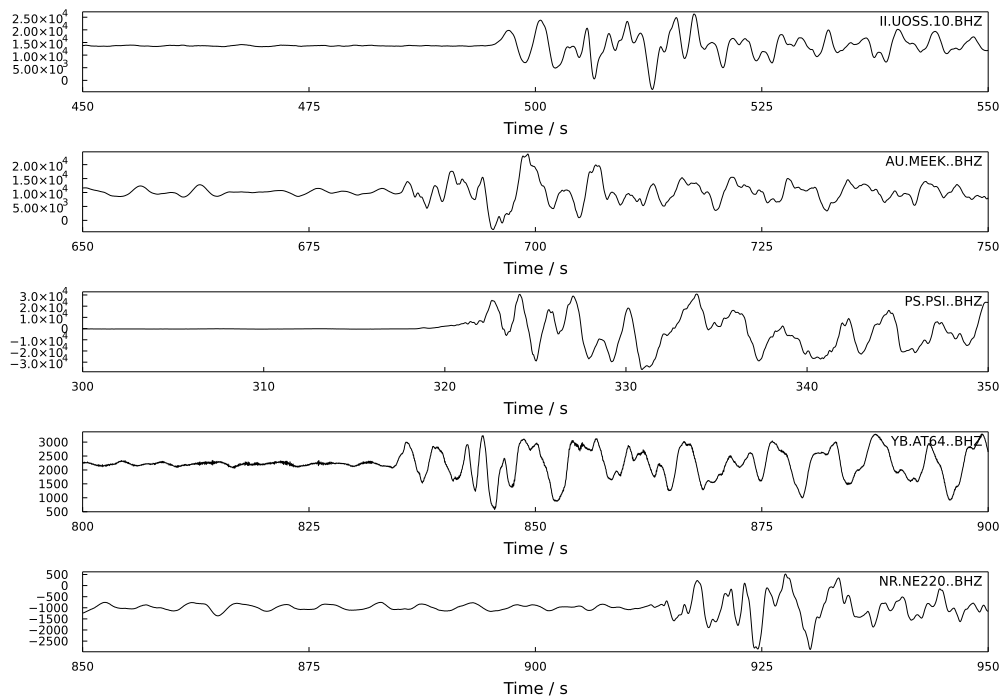 II.UOSS.10.BHZ
2.50×10⁴
2.00×10⁴
1.50×10⁴
1.00×10⁴
5.00×10³
0
450 475 500 525 550
Time / s
AU.MEEK..BHZ
2.00×10⁴
1.50×10⁴
1.00×10⁴
5.00×10³
0
650 675 700 725 750
Time / s
PS.PSI..BHZ
3.0×10⁴
2.0×10⁴
1.0×10⁴
0
−1.0×10⁴
−2.0×10⁴
−3.0×10⁴
300 310 320 330 340 350
Time / s
YB.AT64..BHZ
3000
2500
2000
1500
1000
500
800 825 850 875 900
Time / s
NR.NE220..BHZ
500
0
−500
−1000
−1500
−2000
−2500
850 875 900 925 950
Time / s